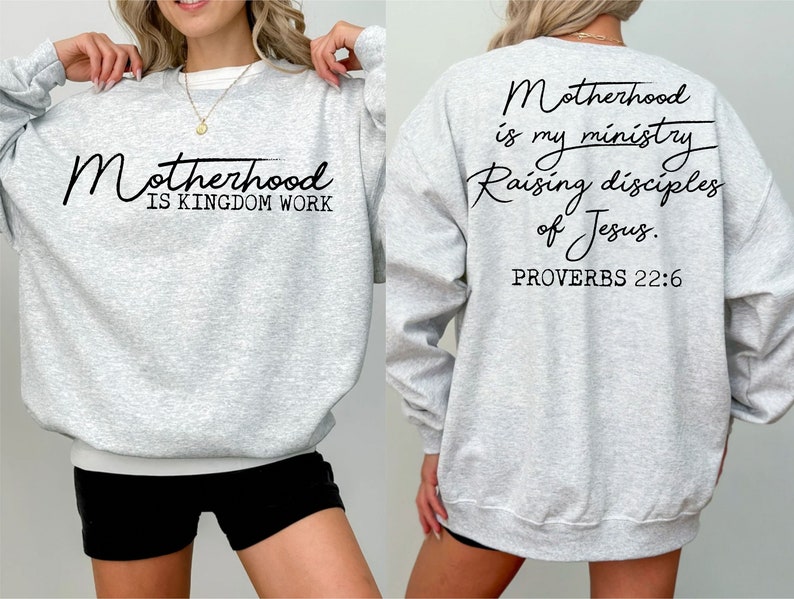 Motherhood
IS KINGDOM WORK
Motherhood
is my ministry
Raising disciples
of Jesus.
PROVERBS 22:6